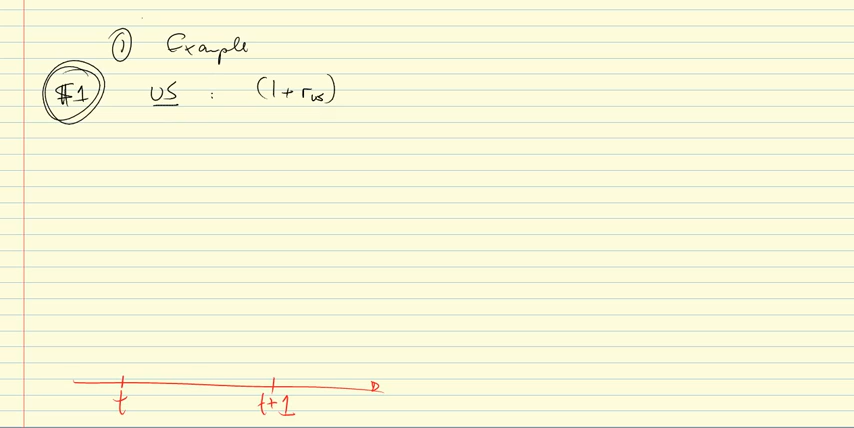 ① Example
$1 US : (1 + r_US)
t t+1